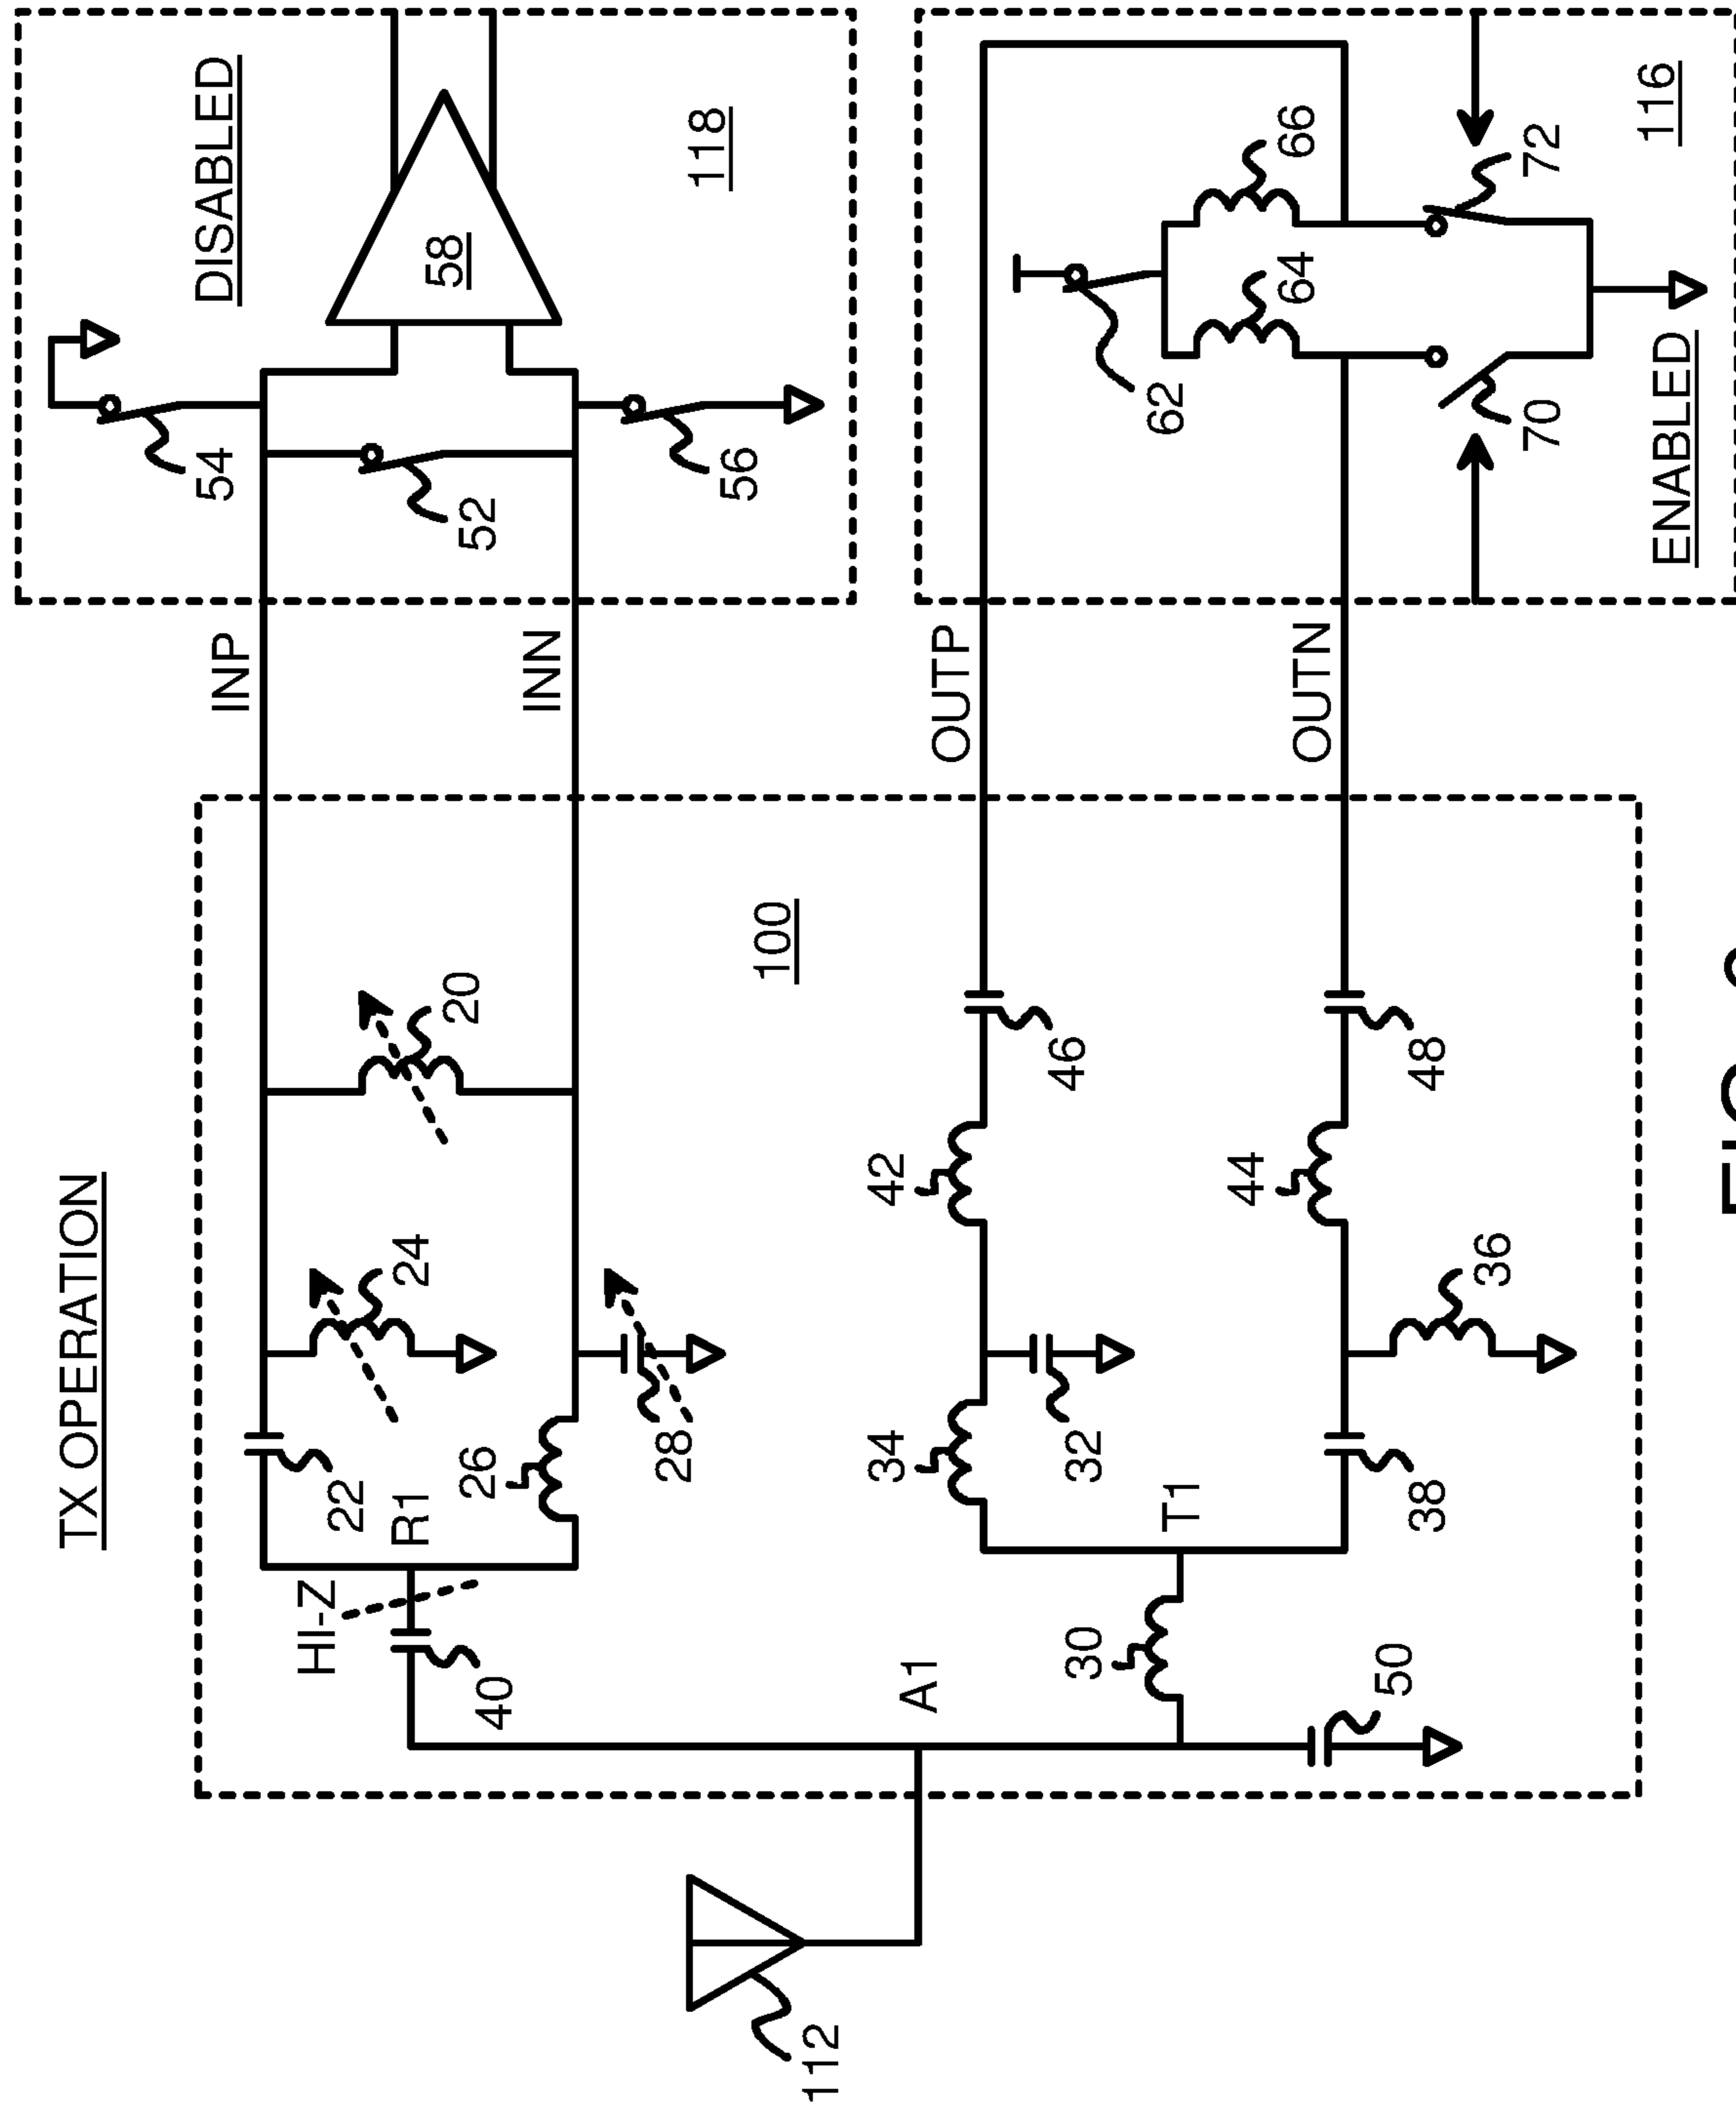 TX OPERATION
DISABLED
54
52
58
56
118
INP
INN
20
24
22
R1
26
28
HI-Z
40
100
A1
112
OUTP
OUTN
46
42
34
32
T1
30
50
38
36
44
48
62
64
66
70
72
ENABLED
116